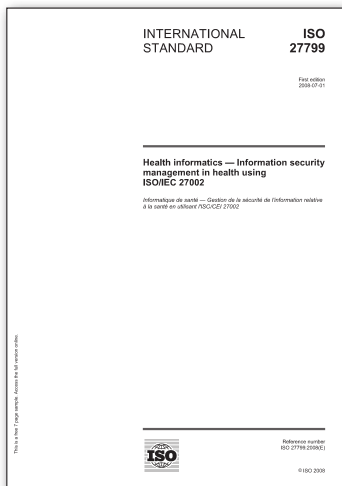 INTERNATIONAL
STANDARD
ISO
27799
First edition
2008-07-01
Health informatics — Information security
management in health using
ISO/IEC 27002
Informatique de santé — Gestion de la sécurité de l'information relative
à la santé en utilisant l'ISO/CEI 27002
This is a free 7 page sample. Access the full version online.
ISO
Reference number
ISO 27799:2008(E)
© ISO 2008